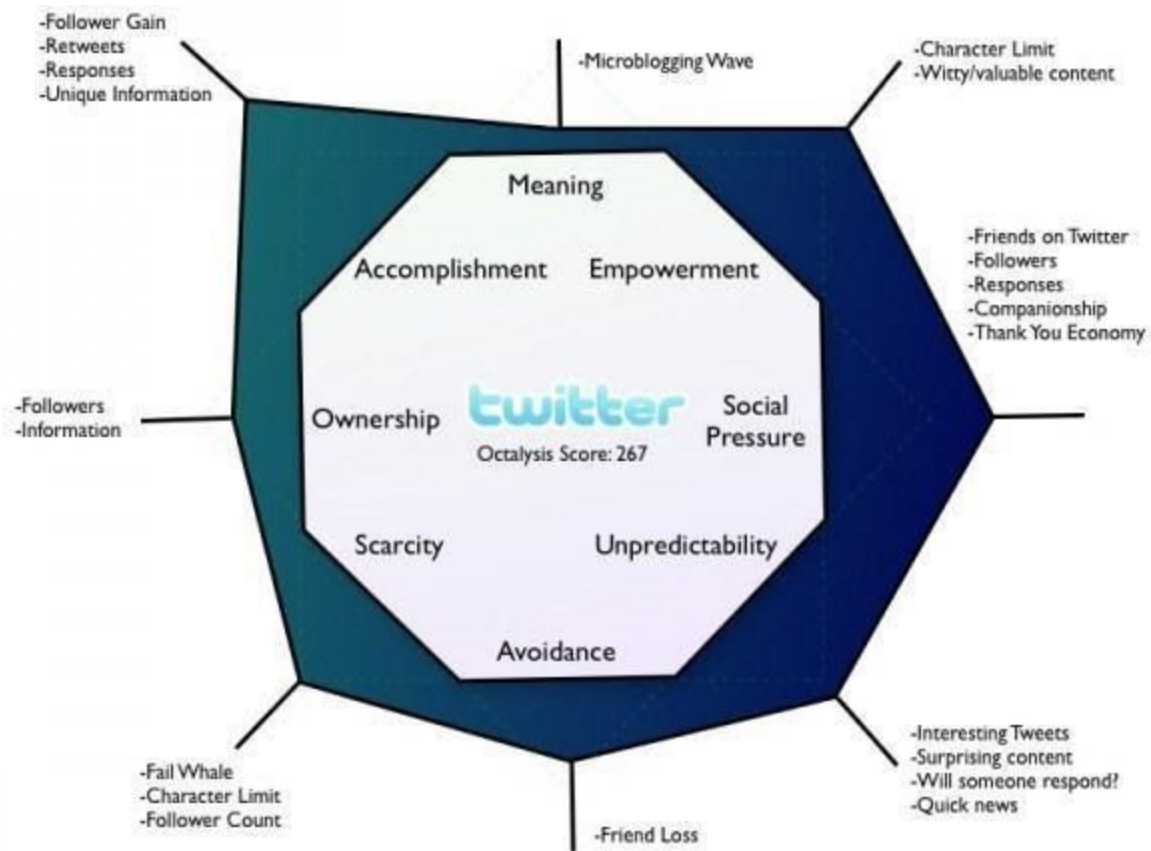 -Follower Gain
-Retweets
-Responses
-Unique Information
-Microblogging Wave
-Character Limit
-Witty/valuable content
Meaning
Accomplishment
Empowerment
-Friends on Twitter
-Followers
-Responses
-Companionship
-Thank You Economy
-Followers
-Information
Ownership
twitter
Octalysis Score: 267
Social
Pressure
Scarcity
Unpredictability
Avoidance
-Fail Whale
-Character Limit
-Follower Count
-Friend Loss
-Interesting Tweets
-Surprising content
-Will someone respond?
-Quick news